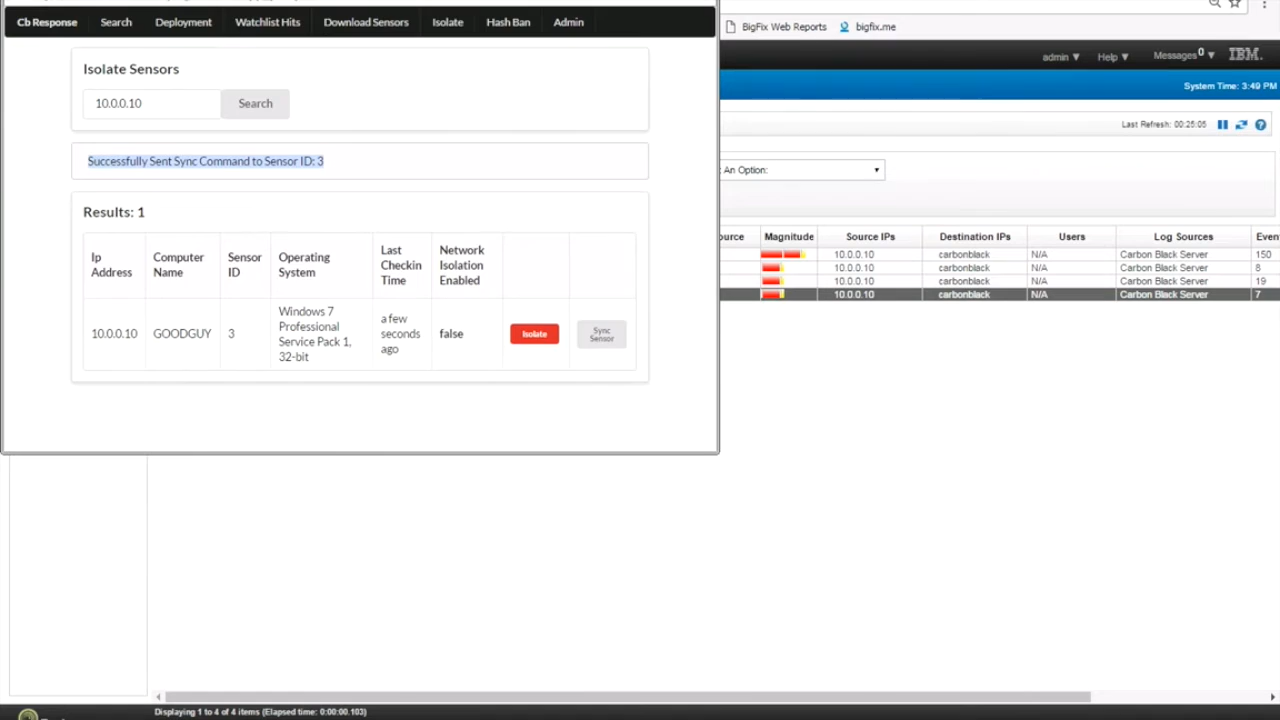 Cb Response Search Deployment Watchlist Hits Download Sensors Isolate Hash Ban Admin
Isolate Sensors
10.0.0.10 Search
Successfully Sent Sync Command to Sensor ID: 3
Results: 1
Ip Address Computer Name Sensor ID Operating System Last Checkin Time Network Isolation Enabled
10.0.0.10 GOODGUY 3 Windows 7 Professional Service Pack 1, 32-bit a few seconds ago false Isolate Sync Sensor
BigFix Web Reports bigfix.me
admin ▼ Help ▼ Messages 0 ▼ IBM.
System Time: 3:49 PM
Last Refresh: 00:25:05
An Option:
ource Magnitude Source IPs Destination IPs Users Log Sources Even
10.0.0.10 carbonblack N/A Carbon Black Server 150
10.0.0.10 carbonblack N/A Carbon Black Server 8
10.0.0.10 carbonblack N/A Carbon Black Server 19
10.0.0.10 carbonblack N/A Carbon Black Server 7
Displaying 1 to 4 of 4 items (Elapsed time: 0:00:00.103)